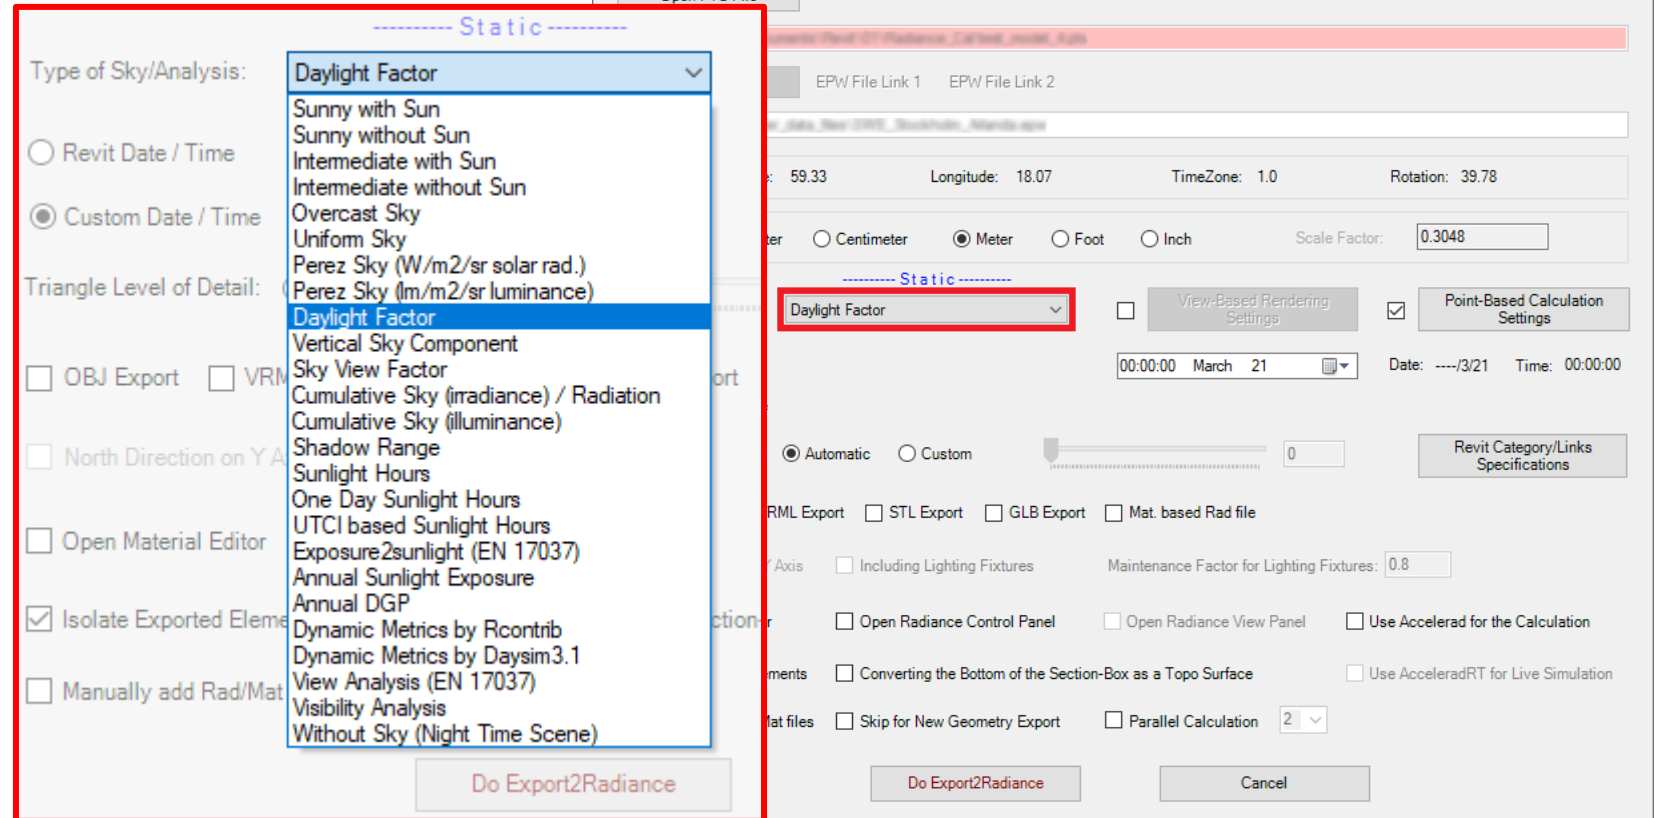 ---------- Static ----------
Type of Sky/Analysis:
Daylight Factor
Sunny with Sun
Sunny without Sun
Intermediate with Sun
Intermediate without Sun
Overcast Sky
Uniform Sky
Perez Sky (W/m2/sr solar rad.)
Perez Sky (lm/m2/sr luminance)
Daylight Factor
Vertical Sky Component
Sky View Factor
Cumulative Sky (irradiance) / Radiation
Cumulative Sky (illuminance)
Shadow Range
Sunlight Hours
One Day Sunlight Hours
UTCI based Sunlight Hours
Exposure2sunlight (EN 17037)
Annual Sunlight Exposure
Annual DGP
Dynamic Metrics by Rcontrib
Dynamic Metrics by Daysim3.1
View Analysis (EN 17037)
Visibility Analysis
Without Sky (Night Time Scene)
Revit Date / Time
Custom Date / Time
Triangle Level of Detail:
OBJ Export VRM ort
North Direction on Y A
Open Material Editor
Isolate Exported Eleme ction-
Manually add Rad/Mat
Do Export2Radiance
EPW File Link 1 EPW File Link 2
: 59.33 Longitude: 18.07 TimeZone: 1.0 Rotation: 39.78
ter Centimeter Meter Foot Inch Scale Factor: 0.3048
---------- Static ----------
Daylight Factor
View-Based Rendering
Settings
Point-Based Calculation
Settings
00:00:00 March 21 Date: ----/3/21 Time: 00:00:00
Automatic Custom 0
Revit Category/Links
Specifications
RML Export STL Export GLB Export Mat. based Rad file
Y Axis Including Lighting Fixtures Maintenance Factor for Lighting Fixtures: 0.8
r Open Radiance Control Panel Open Radiance View Panel Use Accelerad for the Calculation
ments Converting the Bottom of the Section-Box as a Topo Surface Use AcceleradRT for Live Simulation
Mat files Skip for New Geometry Export Parallel Calculation 2
Do Export2Radiance Cancel